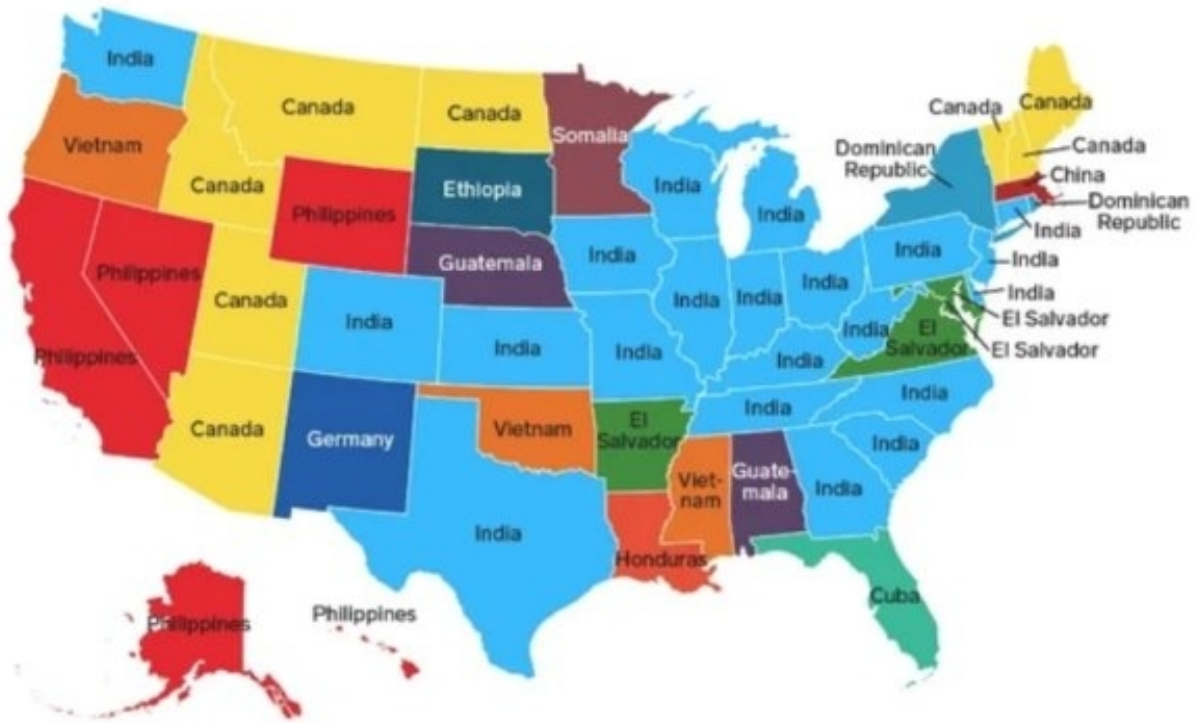 India
Canada
Canada
Canada
Canada
Somalia
Vietnam
Dominican
Republic
Canada
China
Canada
Ethiopia
India
India
Dominican
Republic
Philippines
India
Guatemala
India
India
India
Philippines
India
Canada
India
India
India
India
El Salvador
India
El
Salvador
El Salvador
Philippines
India
India
India
India
India
India
Canada
Germany
Vietnam
El
Salvador
India
Viet-
nam
Guate-
mala
India
India
Honduras
Cuba
Philippines
Philippines